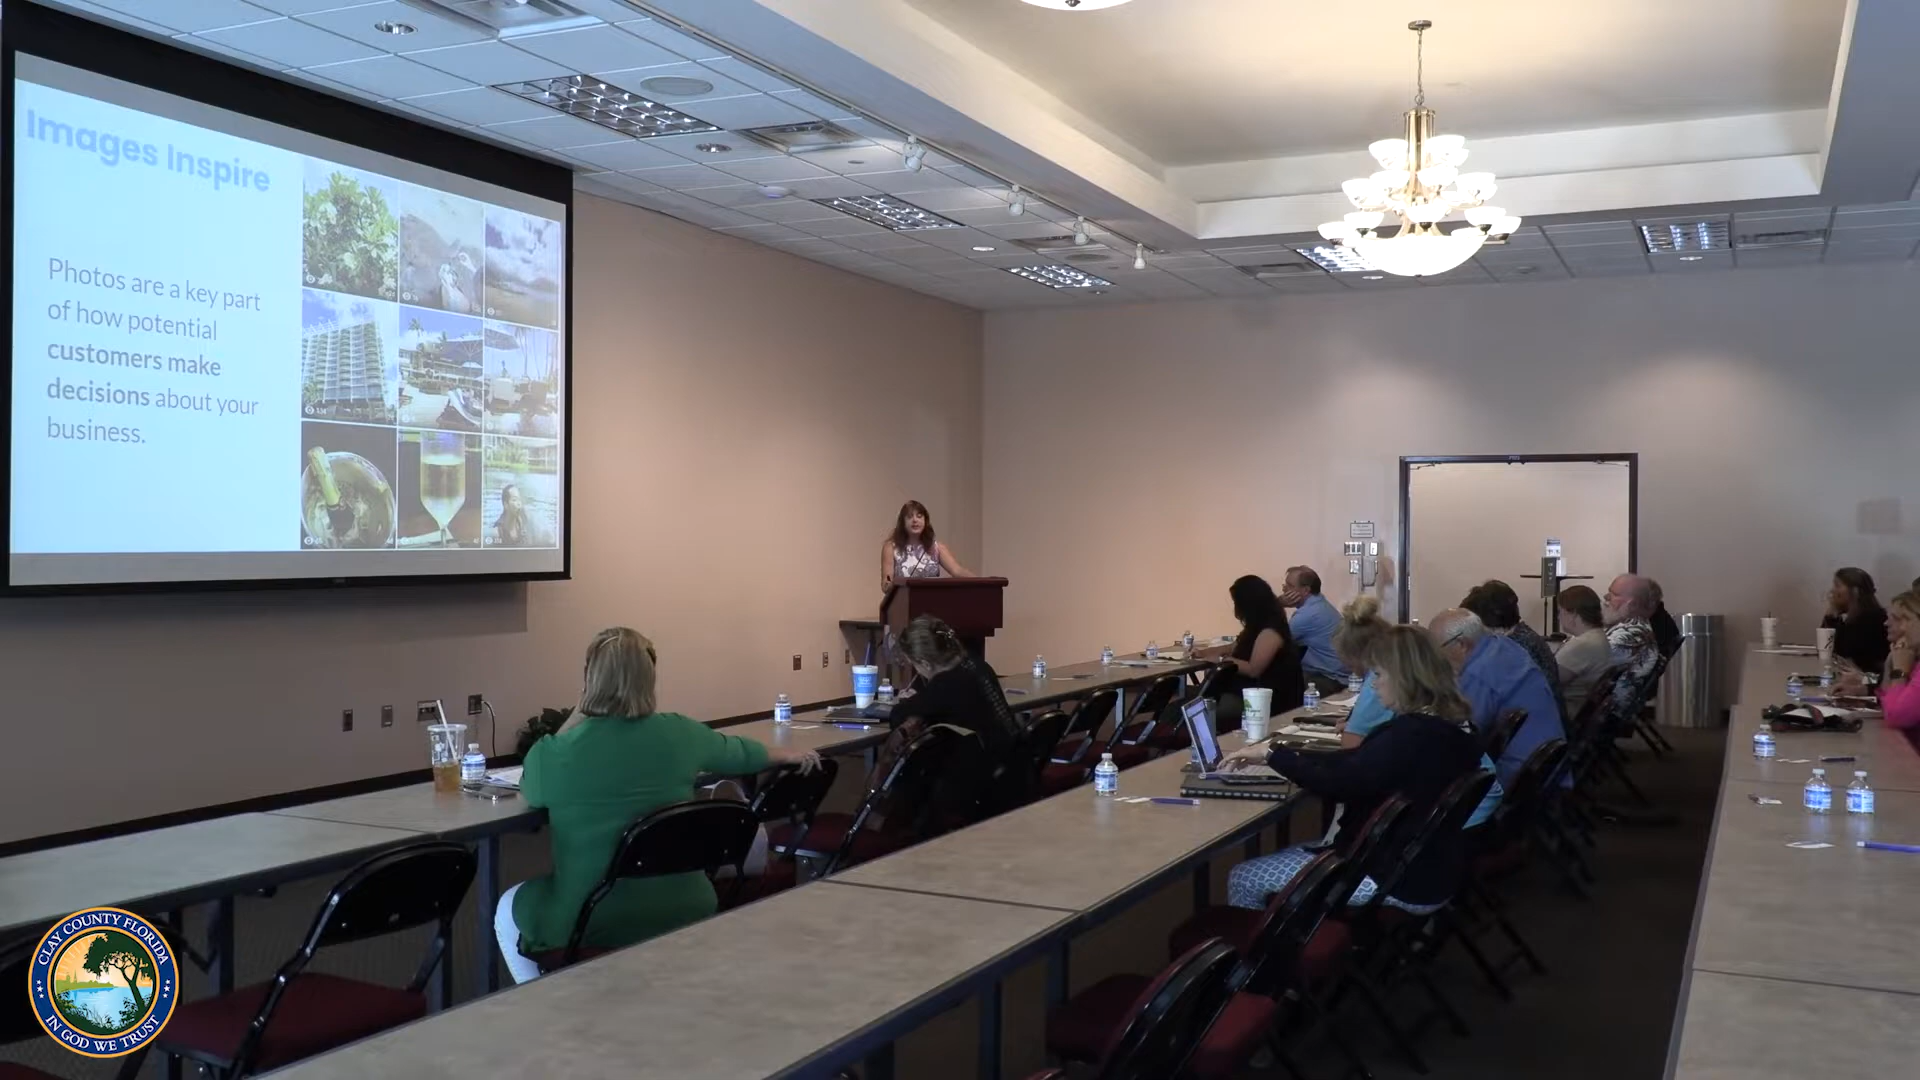 Images Inspire
Photos are a key part
of how potential
customers make
decisions about your
business.
CLAY COUNTY FLORIDA
IN GOD WE TRUST